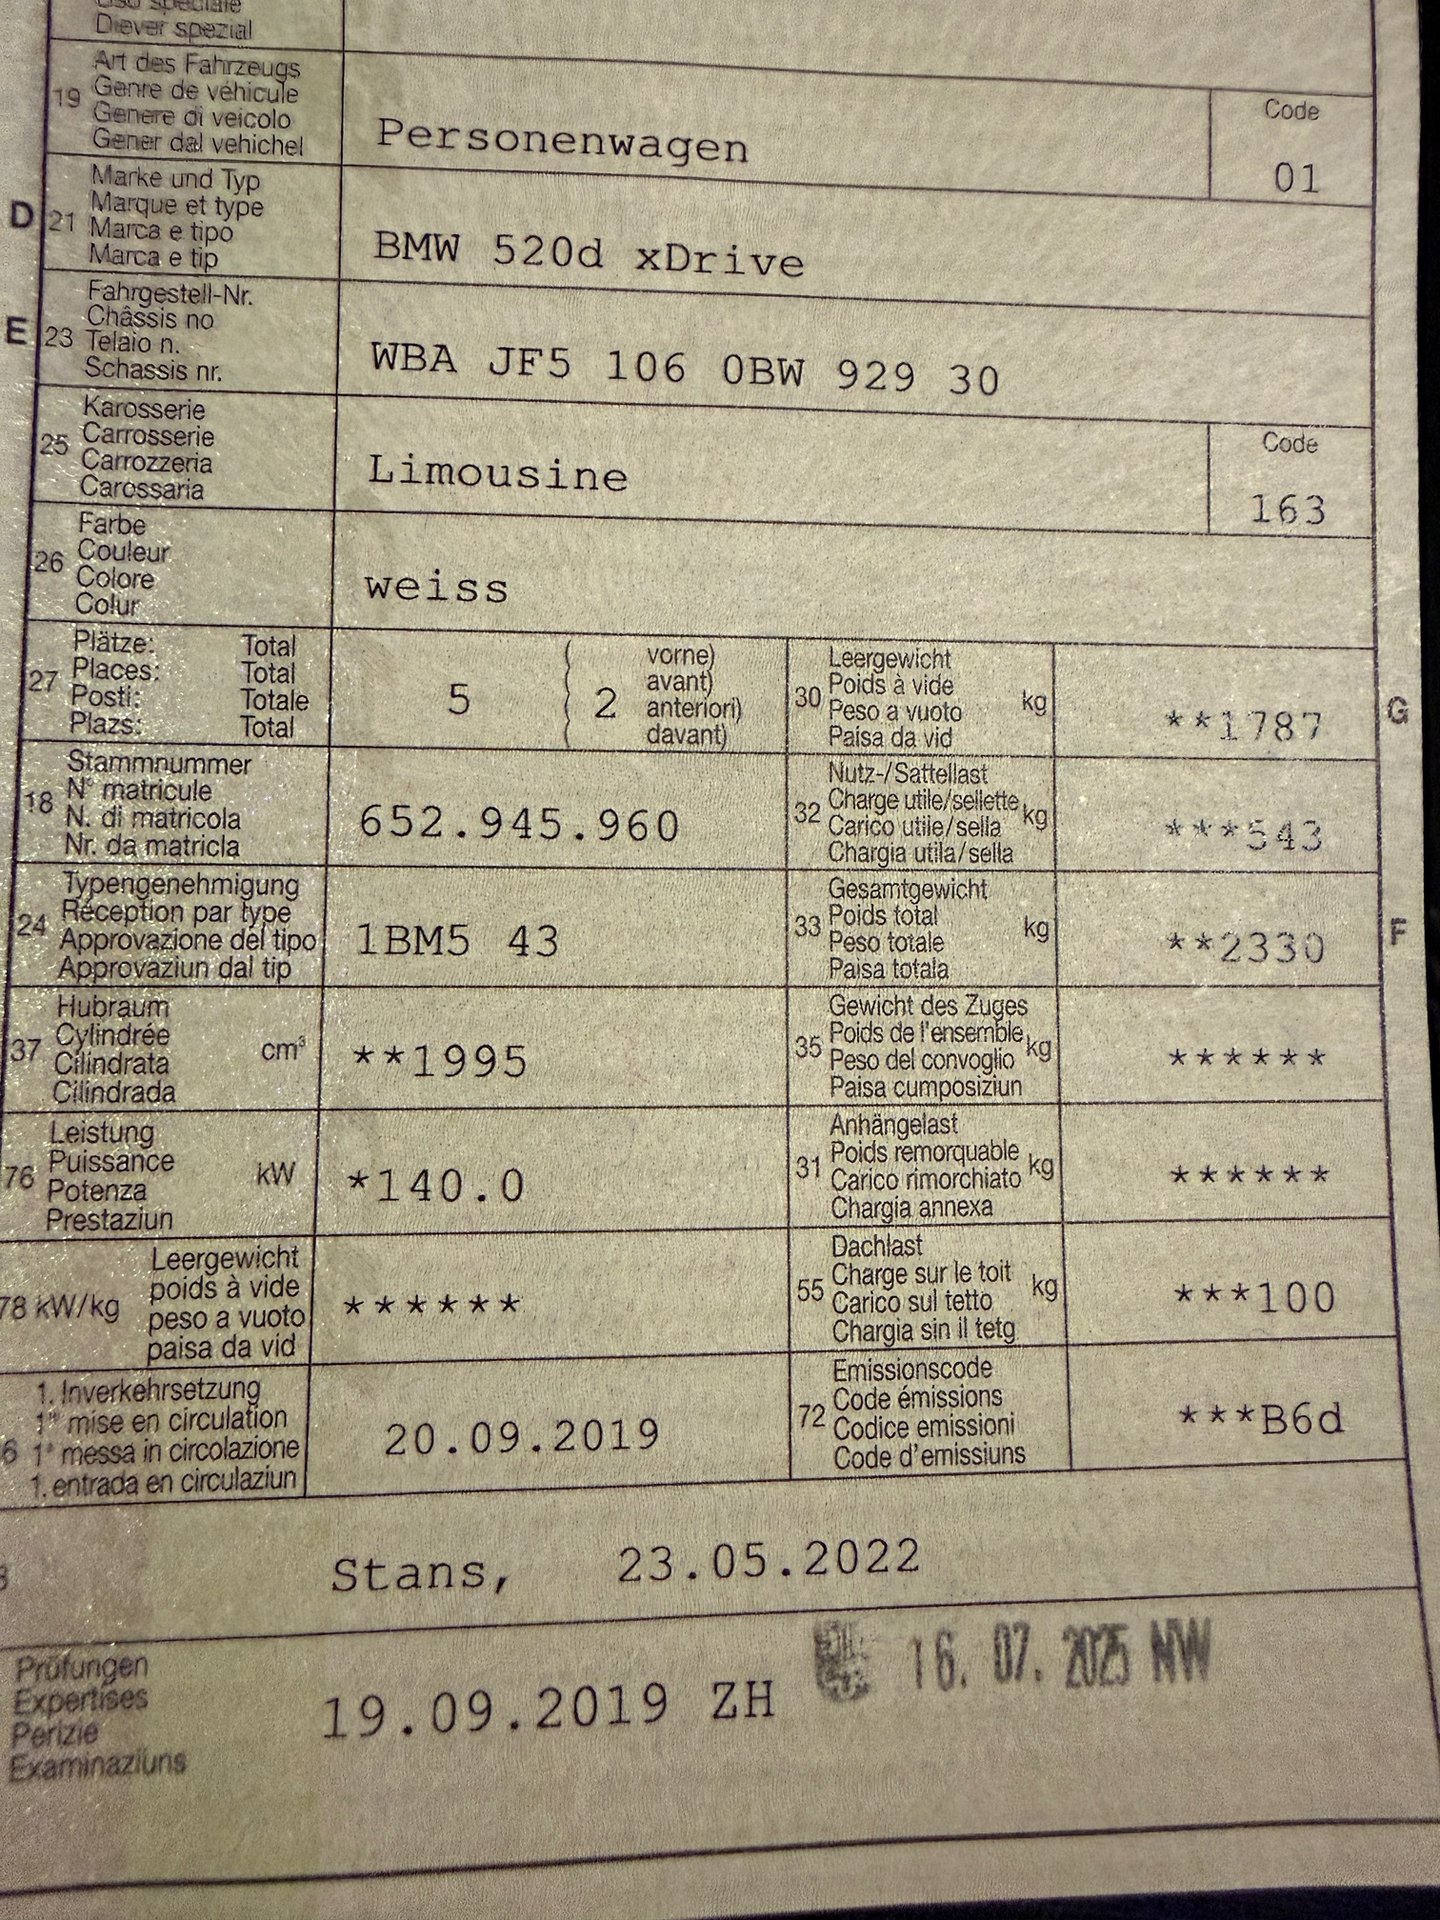 Uso speciale
Diever spezial
19 Art des Fahrzeugs
Genre de véhicule
Genere di veicolo
Gener dal vehichel
Personenwagen
Code
01
D 21 Marke und Typ
Marque et type
Marca e tipo
Marca e tip
BMW 520d xDrive
E 23 Fahrgestell-Nr.
Châssis no
Telaio n.
Schassis nr.
WBA JF5 106 0BW 929 30
25 Karosserie
Carrosserie
Carrozzeria
Carossaria
Limousine
Code
163
26 Farbe
Couleur
Colore
Colur
weiss
27 Plätze: Total
Places: Total
Posti: Totale
Plazs: Total
5 ( 2 vorne)
avant)
anteriori)
davant)
30 Leergewicht
Poids à vide
Peso a vuoto
Paisa da vid
kg
**1787
G
18 Stammnummer
N° matricule
N. di matricola
Nr. da matricla
652.945.960
32 Nutz-/Sattellast
Charge utile/sellette
Carico utile/sella
Chargia utila/sella
kg
***543
24 Typengenehmigung
Réception par type
Approvazione del tipo
Approvaziun dal tip
1BM5 43
33 Gesamtgewicht
Poids total
Peso totale
Paisa totala
kg
**2330
F
37 Hubraum
Cylindrée
Cilindrata
Cilindrada
cm³
**1995
35 Gewicht des Zuges
Poids de l'ensemble
Peso del convoglio
Paisa cumposiziun
kg
******
76 Leistung
Puissance
Potenza
Prestaziun
kW
*140.0
31 Anhängelast
Poids remorquable
Carico rimorchiato
Chargia annexa
kg
******
78 kW/kg Leergewicht
poids à vide
peso a vuoto
paisa da vid
******
55 Dachlast
Charge sur le toit
Carico sul tetto
Chargia sin il tetg
kg
***100
6 1. Inverkehrsetzung
1re mise en circulation
1a messa in circolazione
1. entrada en circulaziun
20.09.2019
72 Emissionscode
Code émissions
Codice emissioni
Code d'emissiuns
***B6d
Stans, 23.05.2022
Prüfungen
Expertises
Perizie
Examinaziuns
19.09.2019 ZH
16. 07. 2025 NW